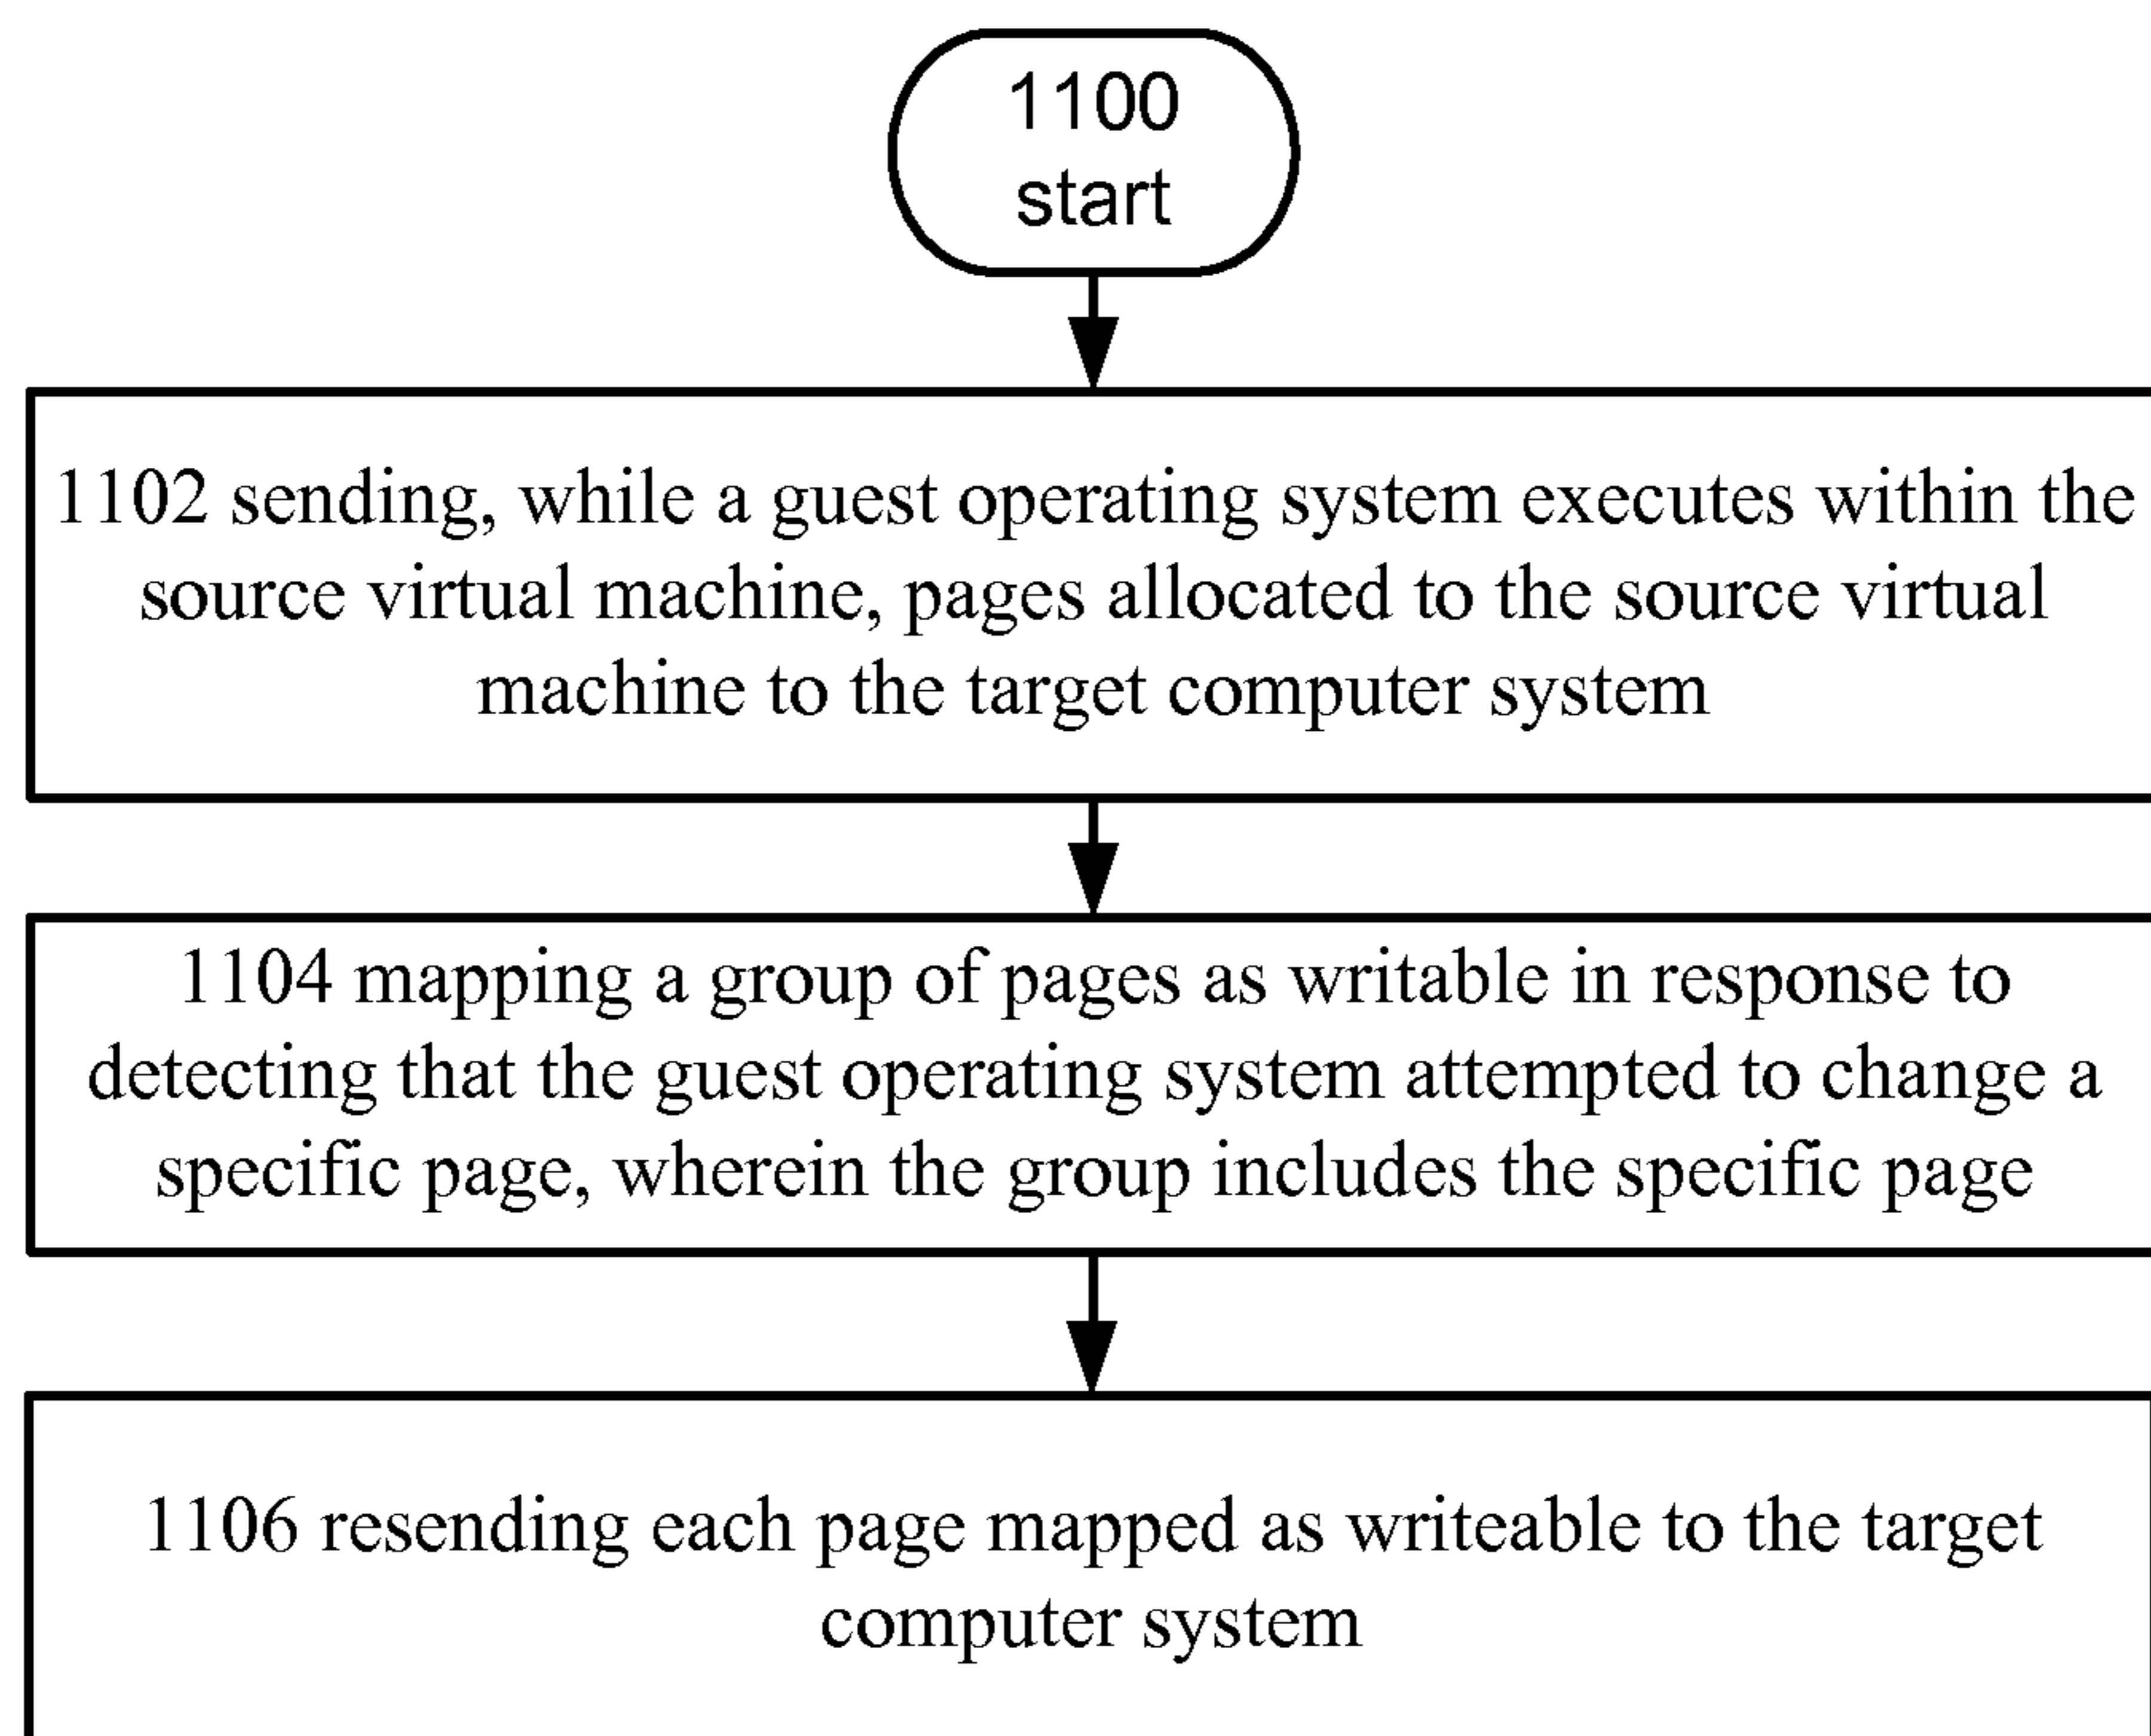 1100
start
1102 sending, while a guest operating system executes within the
source virtual machine, pages allocated to the source virtual
machine to the target computer system
1104 mapping a group of pages as writable in response to
detecting that the guest operating system attempted to change a
specific page, wherein the group includes the specific page
1106 resending each page mapped as writeable to the target
computer system